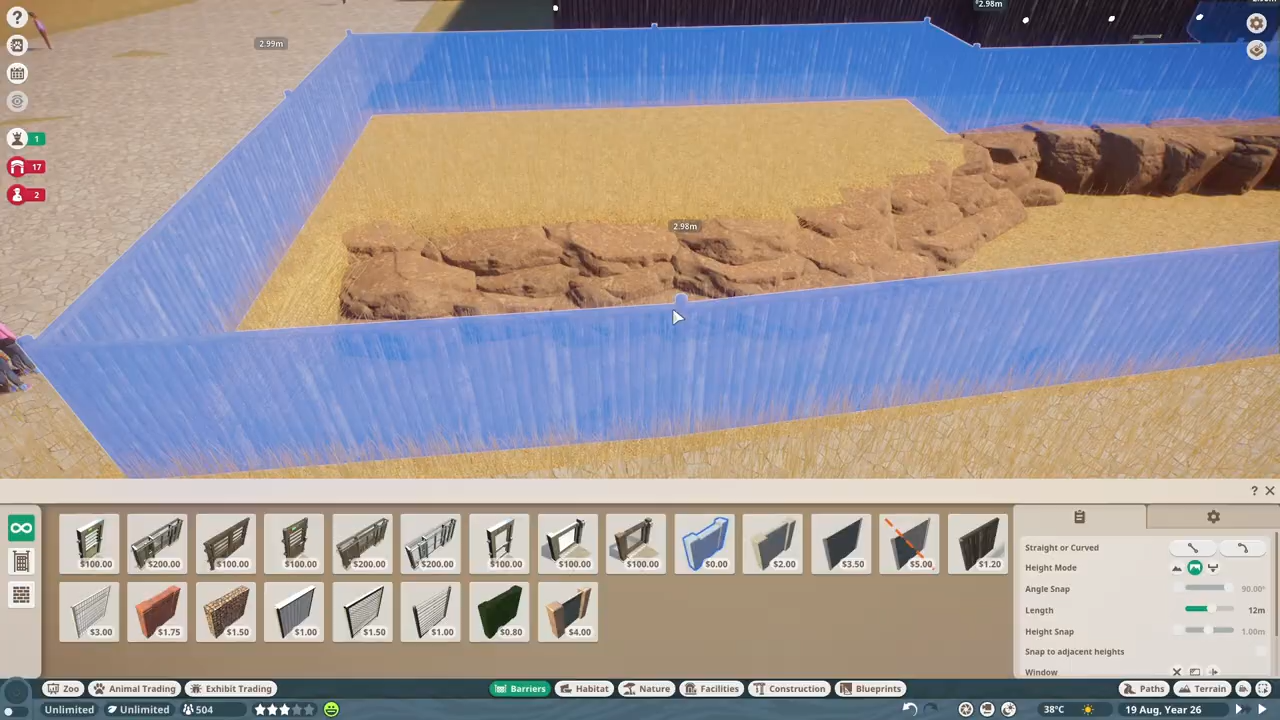 2.98m
2.99m
1
17
2
2.98m
?
$100.00
$200.00
$100.00
$100.00
$200.00
$200.00
$100.00
$100.00
$100.00
$0.00
$2.00
$3.50
$5.00
$1.20
$3.00
$1.75
$1.50
$1.00
$1.50
$1.00
$0.80
$4.00
Straight or Curved
Height Mode
Angle Snap
90.00°
Length
12m
Height Snap
1.00m
Snap to adjacent heights
Window
Zoo
Animal Trading
Exhibit Trading
Barriers
Habitat
Nature
Facilities
Construction
Blueprints
Paths
Terrain
Unlimited
Unlimited
504
38°C
19 Aug, Year 26